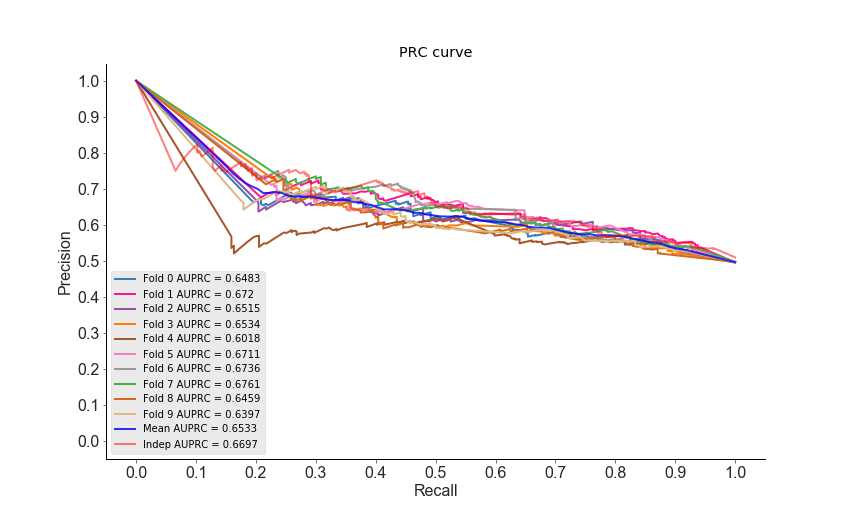 PRC curve
Precision
1.0
0.9
0.8
0.7
0.6
0.5
0.4
0.3
0.2
0.1
0.0
Fold 0 AUPRC = 0.6483
Fold 1 AUPRC = 0.672
Fold 2 AUPRC = 0.6515
Fold 3 AUPRC = 0.6534
Fold 4 AUPRC = 0.6018
Fold 5 AUPRC = 0.6711
Fold 6 AUPRC = 0.6736
Fold 7 AUPRC = 0.6761
Fold 8 AUPRC = 0.6459
Fold 9 AUPRC = 0.6397
Mean AUPRC = 0.6533
Indep AUPRC = 0.6697
0.0 0.1 0.2 0.3 0.4 0.5 0.6 0.7 0.8 0.9 1.0
Recall